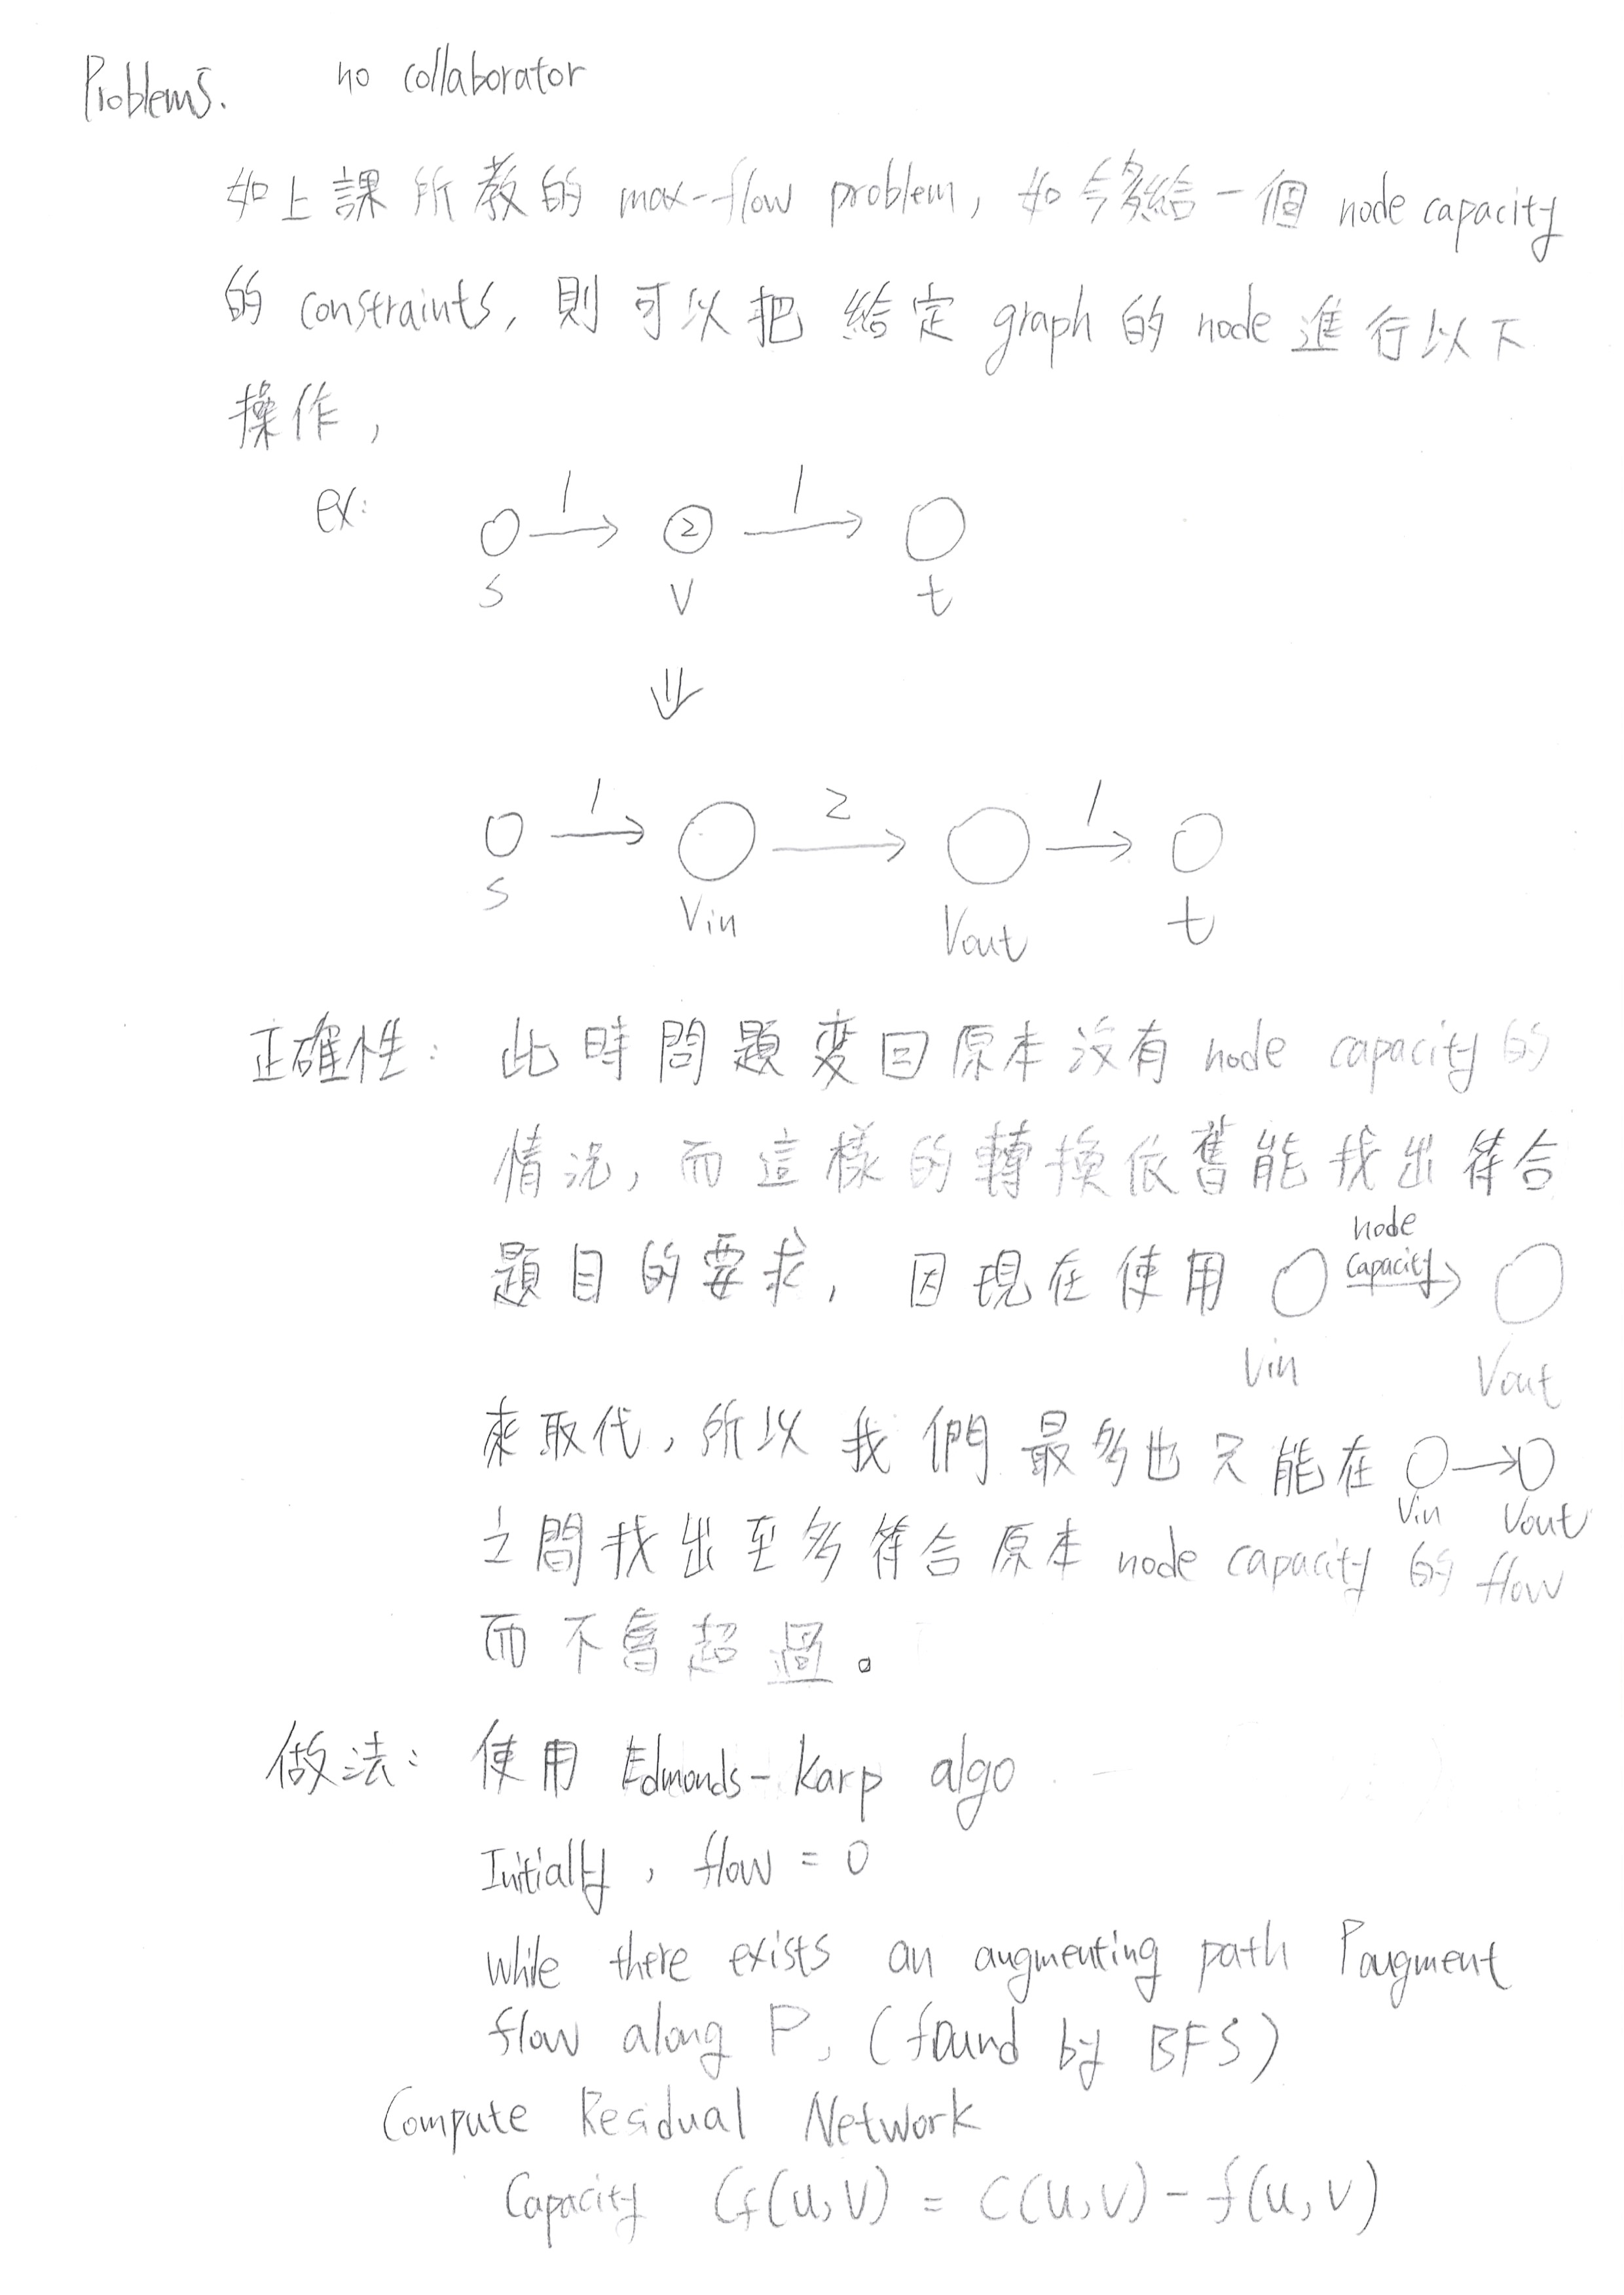 Problem5. no collaborator
如上課所教的 max-flow problem, 如今多給一個 node capacity
的 constraints, 則可以把 給定 graph 的 node 進行以下
操作,
ex:
1 1
2
s v t
⇓
1 2 1
s Vin Vout t
正確性: 此時問題變回原本沒有 node capacity 的
情況, 而這樣的轉換依舊能找出符合
node
題目的要求, 因現在使用 capacity
Vin Vout
來取代, 所以我們最多也只能在
Vin Vout
之間找出至多符合原本 node capacity 的 flow
而不會超過。
做法: 使用 Edmonds-Karp algo
Initially, flow = 0
while there exists an augmenting path P augment
flow along P, (found by BFS)
Compute Residual Network
Capacity Cf(u,v) = C(u,v) - f(u,v)